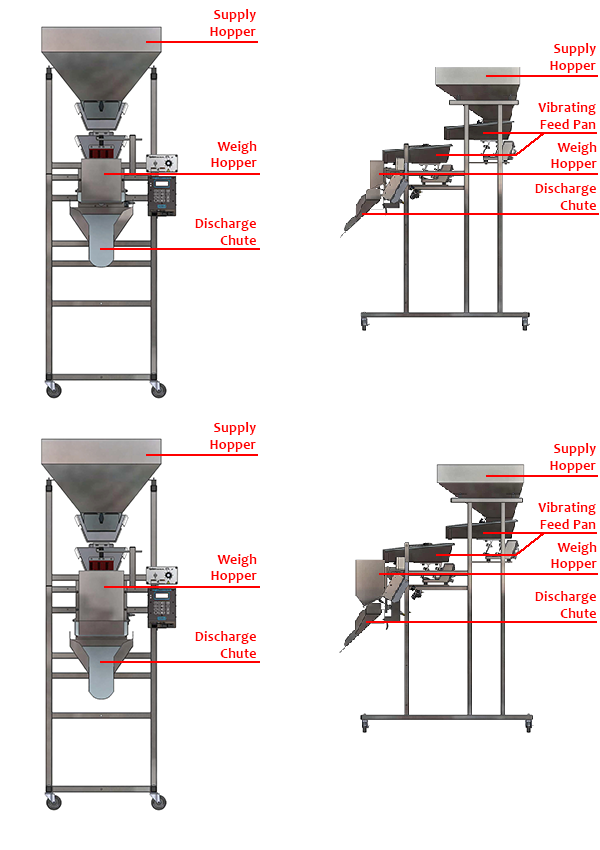 Supply
Hopper
Weigh
Hopper
Discharge
Chute
Supply
Hopper
Vibrating
Feed Pan
Weigh
Hopper
Discharge
Chute
Supply
Hopper
Weigh
Hopper
Discharge
Chute
Supply
Hopper
Vibrating
Feed Pan
Weigh
Hopper
Discharge
Chute